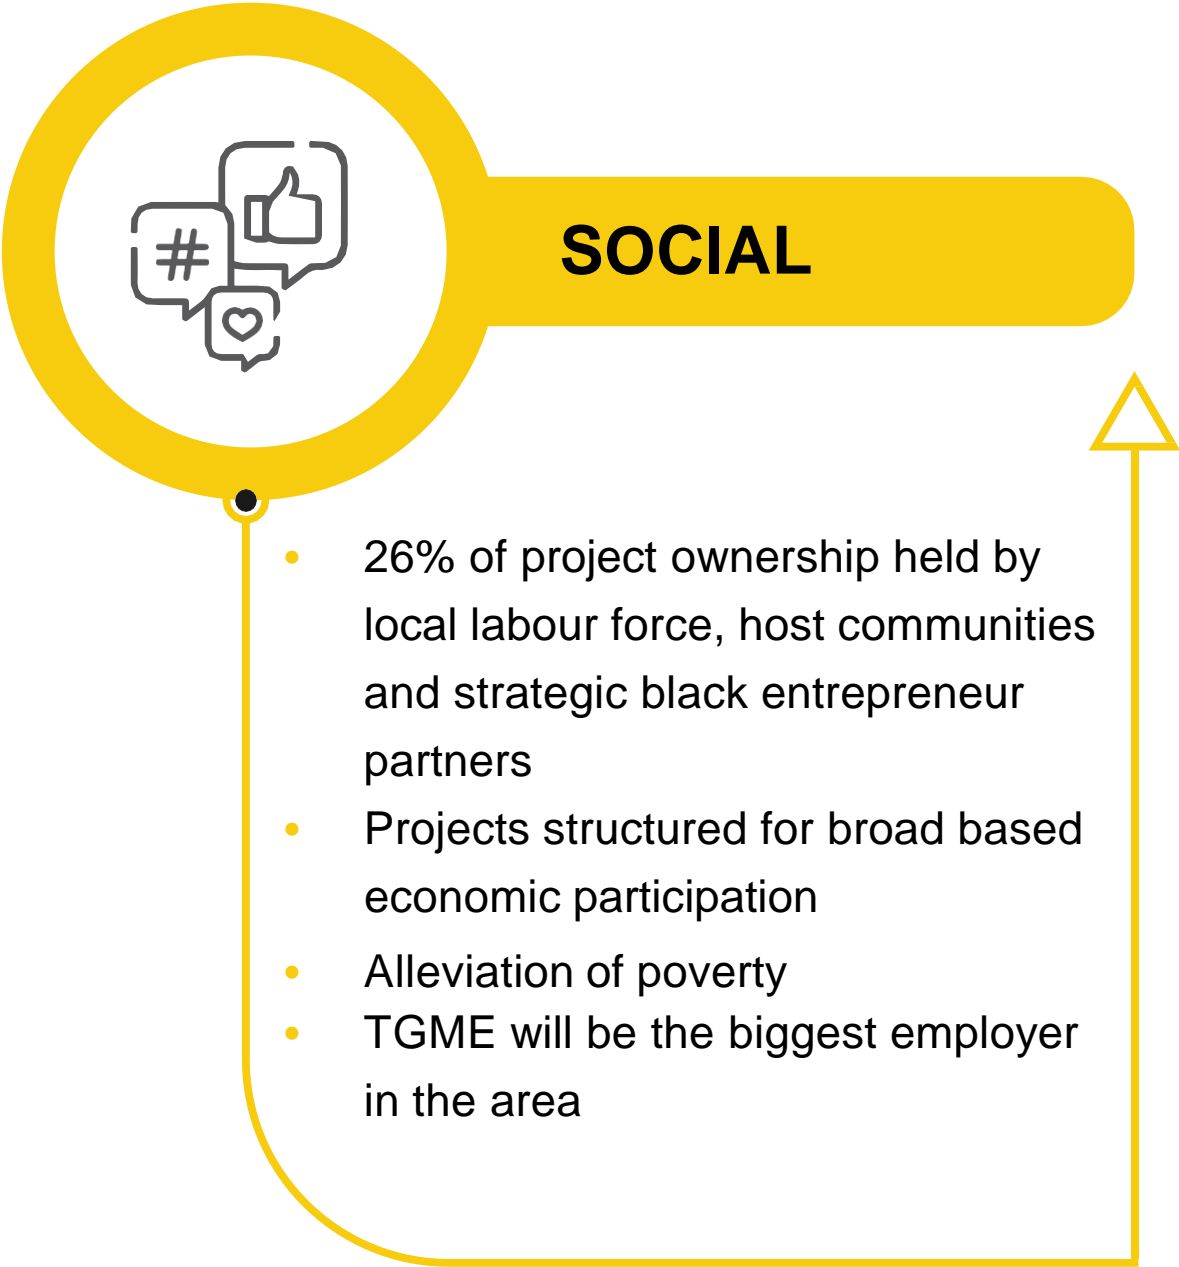 #
SOCIAL
• 26% of project ownership held by
local labour force, host communities
and strategic black entrepreneur
partners
• Projects structured for broad based
economic participation
• Alleviation of poverty
• TGME will be the biggest employer
in the area